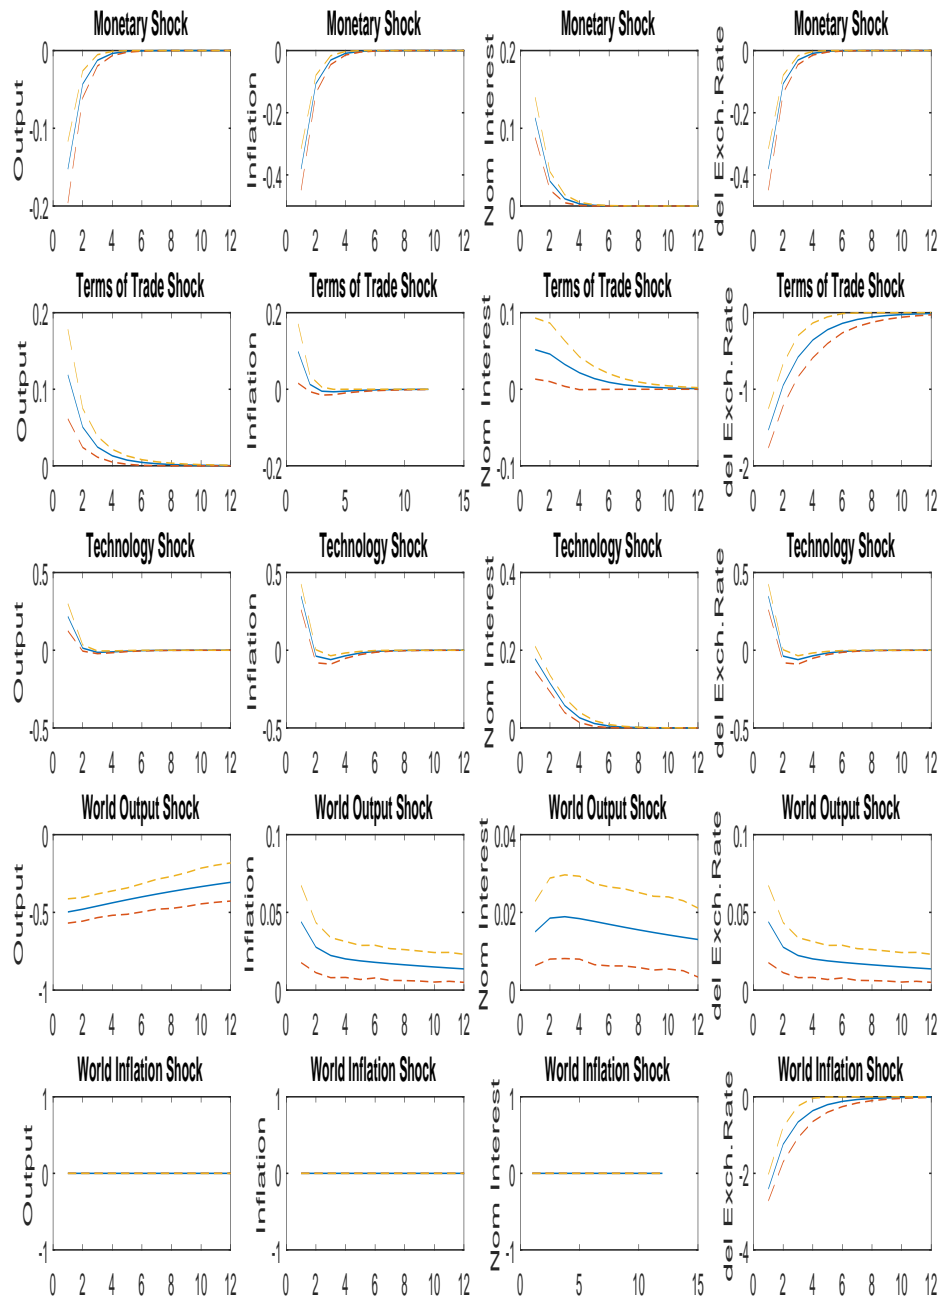 Monetary Shock Monetary Shock Monetary Shock Monetary Shock
Output
0
-0.1
-0.2
0 2 4 6 8 10 12
Inflation
0
-0.2
-0.4
0 2 4 6 8 10 12
Nom Interest
0.2
0.1
0
0 2 4 6 8 10 12
del Exch.Rate
0
-0.2
-0.4
0 2 4 6 8 10 12
Terms of Trade Shock Terms of Trade Shock Terms of Trade Shock Terms of Trade Shock
Output
0.2
0.1
0
0 2 4 6 8 10 12
Inflation
0.2
0
-0.2
0 5 10 15
Nom Interest
0.1
0
-0.1
0 2 4 6 8 10 12
del Exch.Rate
0
-1
-2
0 2 4 6 8 10 12
Technology Shock Technology Shock Technology Shock Technology Shock
Output
0.5
0
-0.5
0 2 4 6 8 10 12
Inflation
0.5
0
-0.5
0 2 4 6 8 10 12
Nom Interest
0.4
0.2
0
0 2 4 6 8 10 12
del Exch.Rate
0.5
0
-0.5
0 2 4 6 8 10 12
World Output Shock World Output Shock World Output Shock World Output Shock
Output
0
-0.5
-1
0 2 4 6 8 10 12
Inflation
0.1
0.05
0
0 2 4 6 8 10 12
Nom Interest
0.04
0.02
0
0 2 4 6 8 10 12
del Exch.Rate
0.1
0.05
0
0 2 4 6 8 10 12
World Inflation Shock World Inflation Shock World Inflation Shock World Inflation Shock
Output
1
0
-1
0 2 4 6 8 10 12
Inflation
1
0
-1
0 2 4 6 8 10 12
Nom Interest
1
0
-1
0 5 10 15
del Exch.Rate
0
-2
-4
0 2 4 6 8 10 12